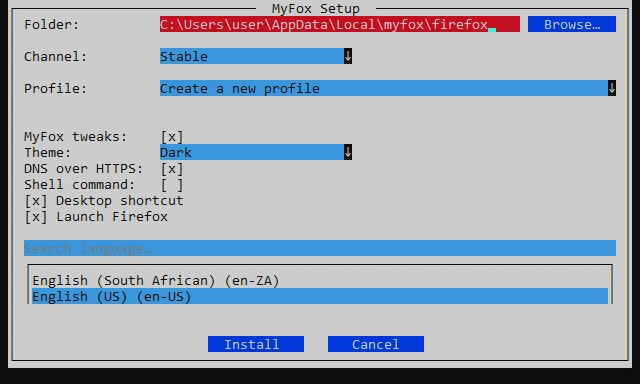 MyFox Setup
Folder: C:\Users\user\AppData\Local\myfox\firefox Browse…
Channel: Stable ↓
Profile: Create a new profile ↓
MyFox tweaks: [x]
Theme: Dark ↓
DNS over HTTPS: [x]
Shell command: [ ]
[x] Desktop shortcut
[x] Launch Firefox
Search language…
English (South African) (en-ZA)
English (US) (en-US)
Install Cancel